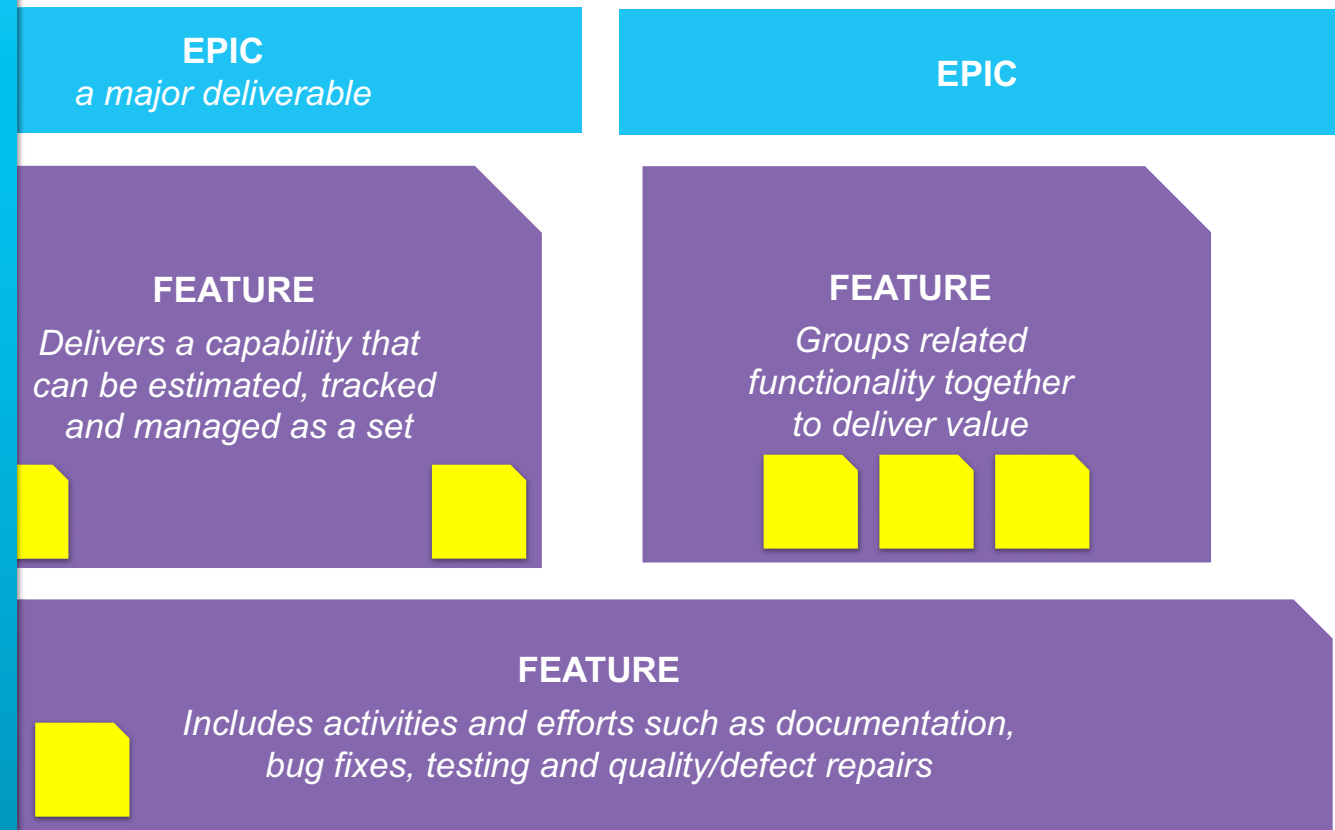 EPIC
a major deliverable
EPIC
FEATURE
Delivers a capability that
can be estimated, tracked
and managed as a set
FEATURE
Groups related
functionality together
to deliver value
FEATURE
Includes activities and efforts such as documentation,
bug fixes, testing and quality/defect repairs